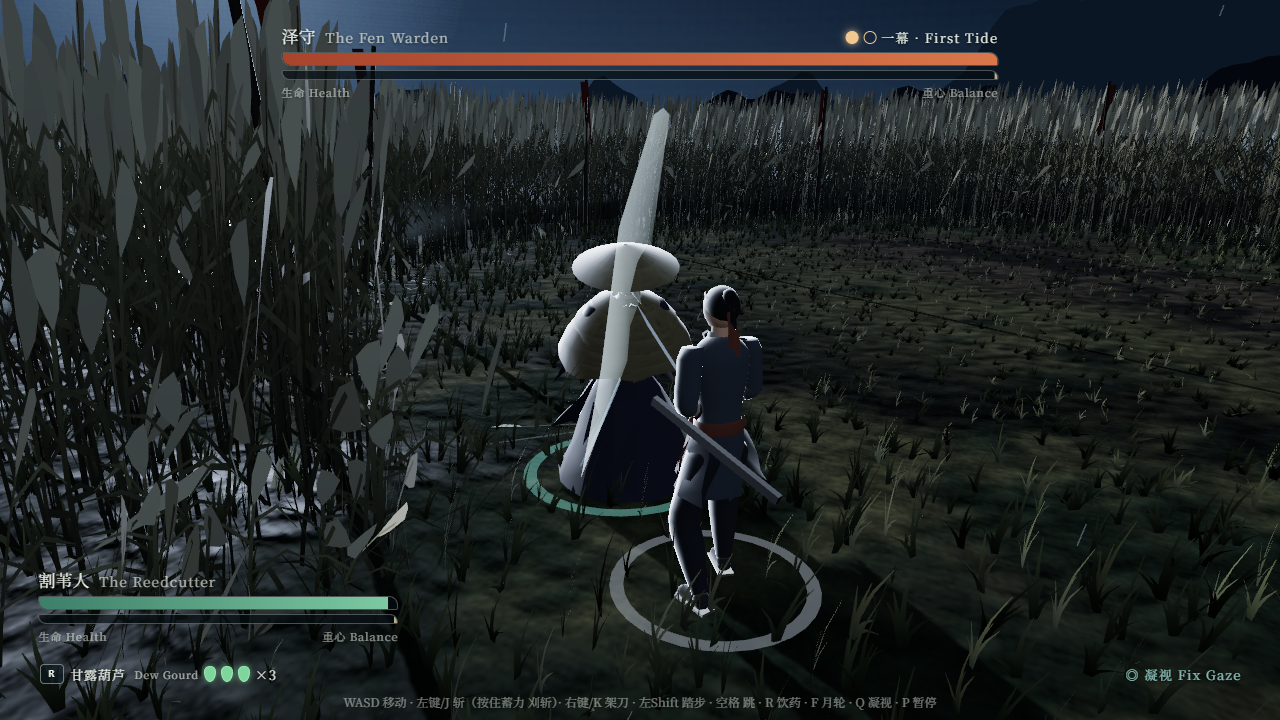 泽守 The Fen Warden
一幕 · First Tide
生命 Health
重心 Balance
割苇人 The Reedcutter
生命 Health
重心 Balance
R 甘露葫芦 Dew Gourd ×3
◎ 凝视 Fix Gaze
WASD 移动 · 左键/J 斩（按住蓄力 刈斩）· 右键/K 架刀 · 左Shift 踏步 · 空格 跳 · R 饮药 · F 月轮 · Q 凝视 · P 暂停